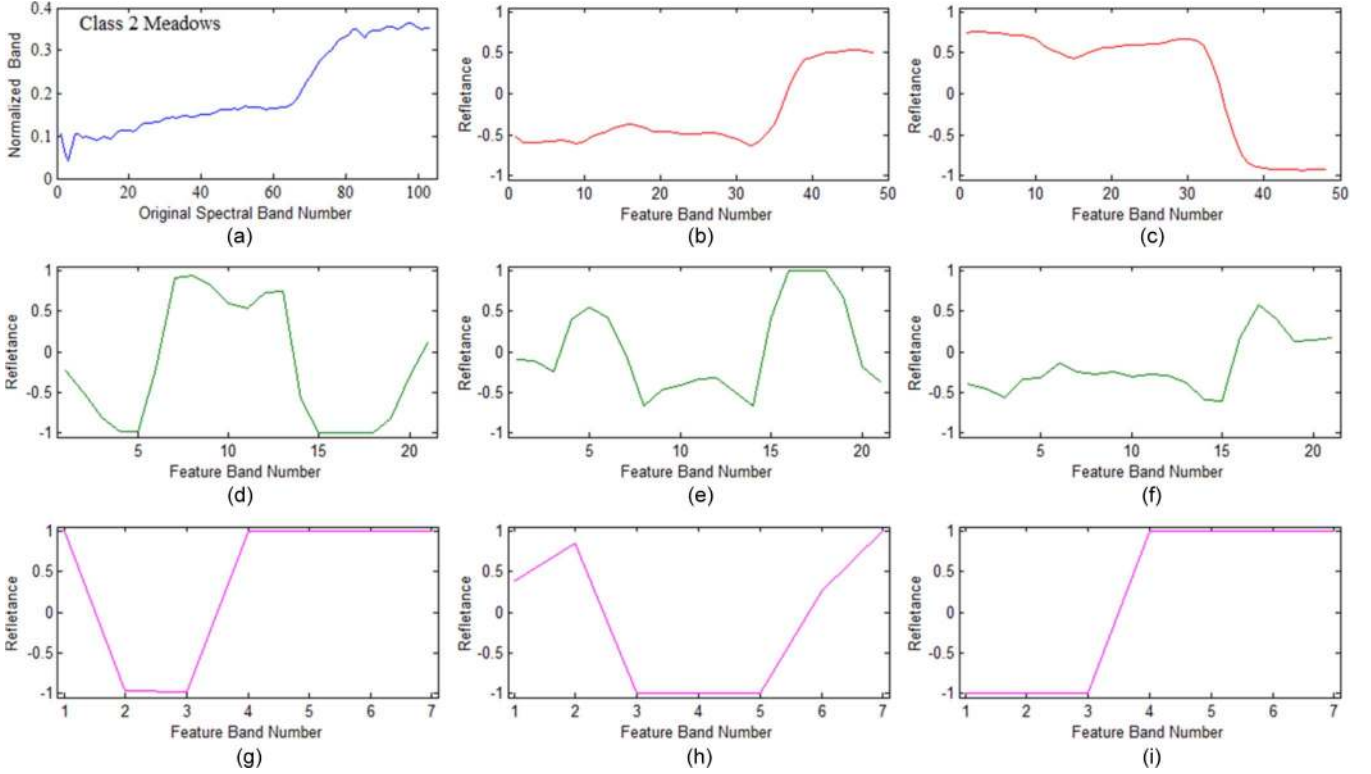 Class 2 Meadows
Normalized Band
0.4
0.3
0.2
0.1
0
0 20 40 60 80 100
Original Spectral Band Number
(a)
Refletance
1
0.5
0
-0.5
-1
0 10 20 30 40 50
Feature Band Number
(b)
Refletance
1
0.5
0
-0.5
-1
0 10 20 30 40 50
Feature Band Number
(c)
Refletance
1
0.5
0
-0.5
-1
5 10 15 20
Feature Band Number
(d)
Refletance
1
0.5
0
-0.5
-1
5 10 15 20
Feature Band Number
(e)
Refletance
1
0.5
0
-0.5
-1
5 10 15 20
Feature Band Number
(f)
Refletance
1
0.5
0
-0.5
-1
1 2 3 4 5 6 7
Feature Band Number
(g)
Refletance
1
0.5
0
-0.5
-1
1 2 3 4 5 6 7
Feature Band Number
(h)
Refletance
1
0.5
0
-0.5
-1
1 2 3 4 5 6 7
Feature Band Number
(i)